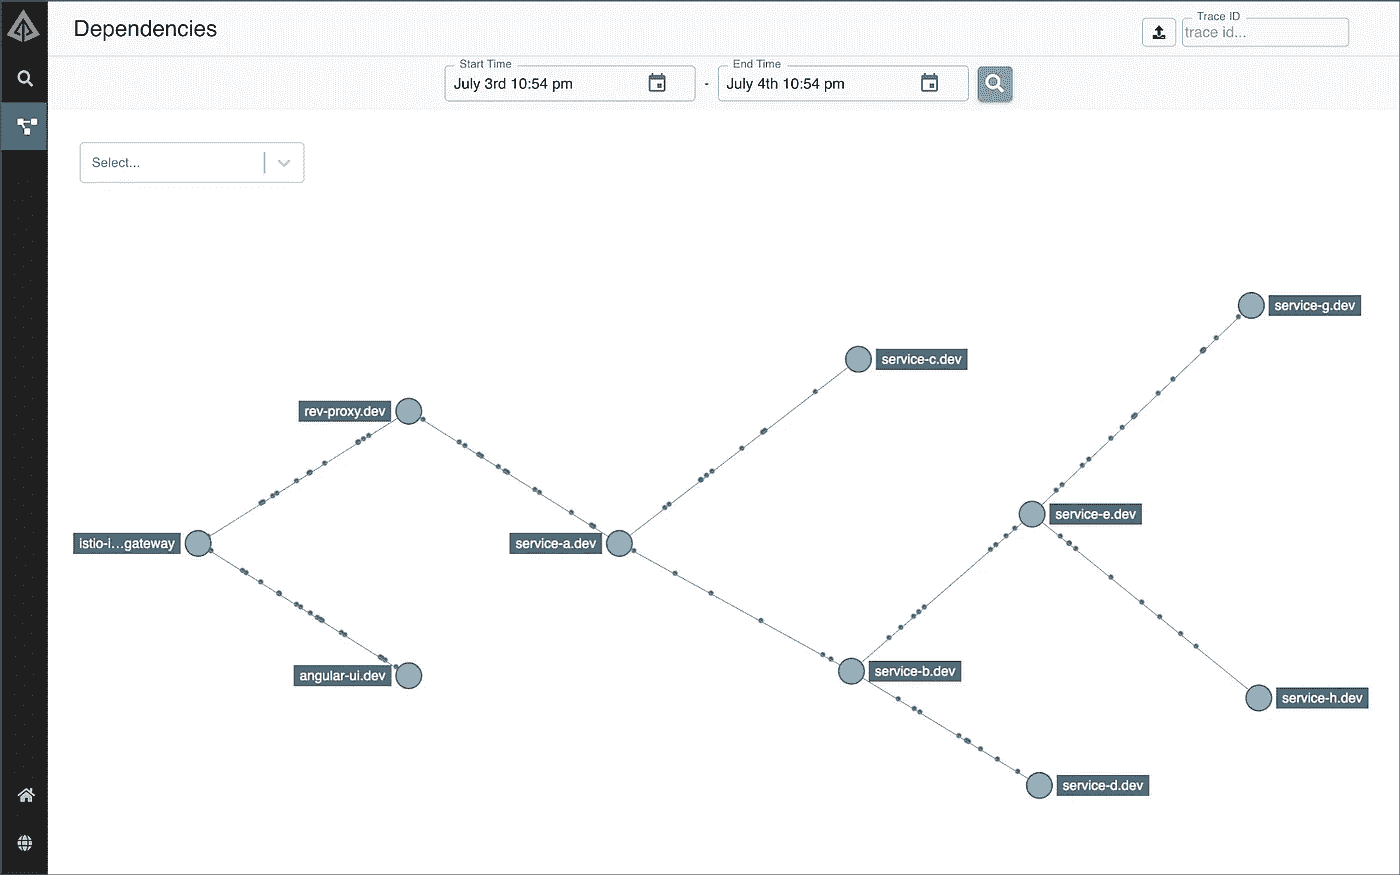 Dependencies
Trace ID
trace id...
Start Time
July 3rd 10:54 pm
-
End Time
July 4th 10:54 pm
Select...
service-g.dev
service-c.dev
rev-proxy.dev
service-e.dev
istio-i...gateway
service-a.dev
service-b.dev
angular-ui.dev
service-h.dev
service-d.dev